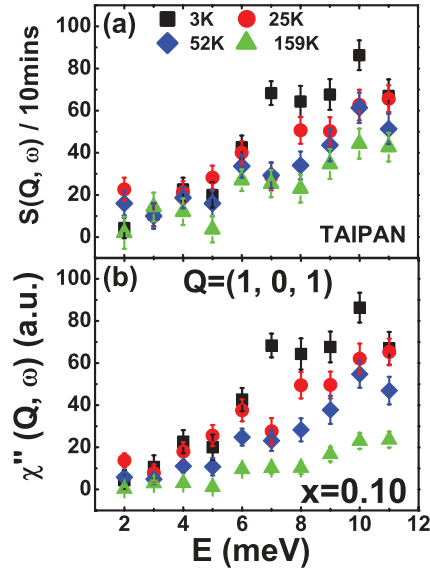 (a)
3K 25K
52K 159K
100
80
60
40
20
0
S(Q, ω) / 10mins
TAIPAN
(b)
Q=(1, 0, 1)
100
80
60
40
20
0
χ'' (Q, ω) (a.u.)
x=0.10
2 4 6 8 10 12
E (meV)